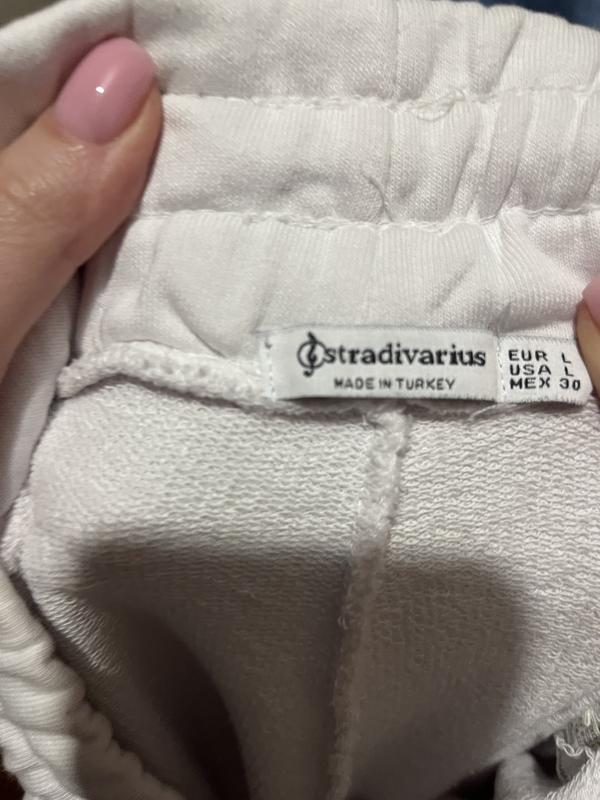 stradivarius
MADE IN TURKEY
EUR L
USA L
MEX 30